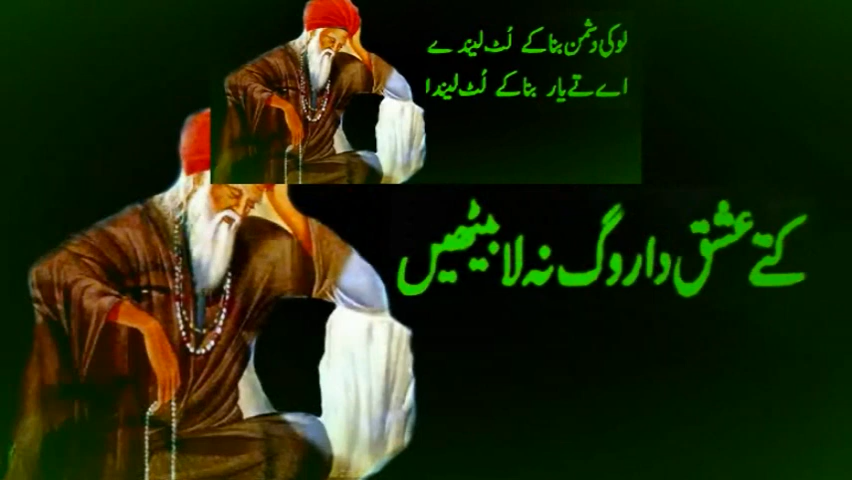 لوکی دشمن بنا کے لُٹ لیندے
اے تے یار بنا کے لُٹ لیندا
کتے عشق دا روگ نہ لا بیٹھیں